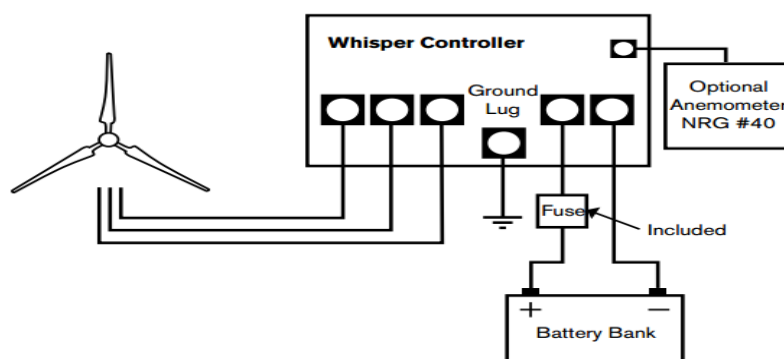 Whisper Controller
Ground
Lug
Optional
Anemometer
NRG #40
Fuse
Included
+ —
Battery Bank